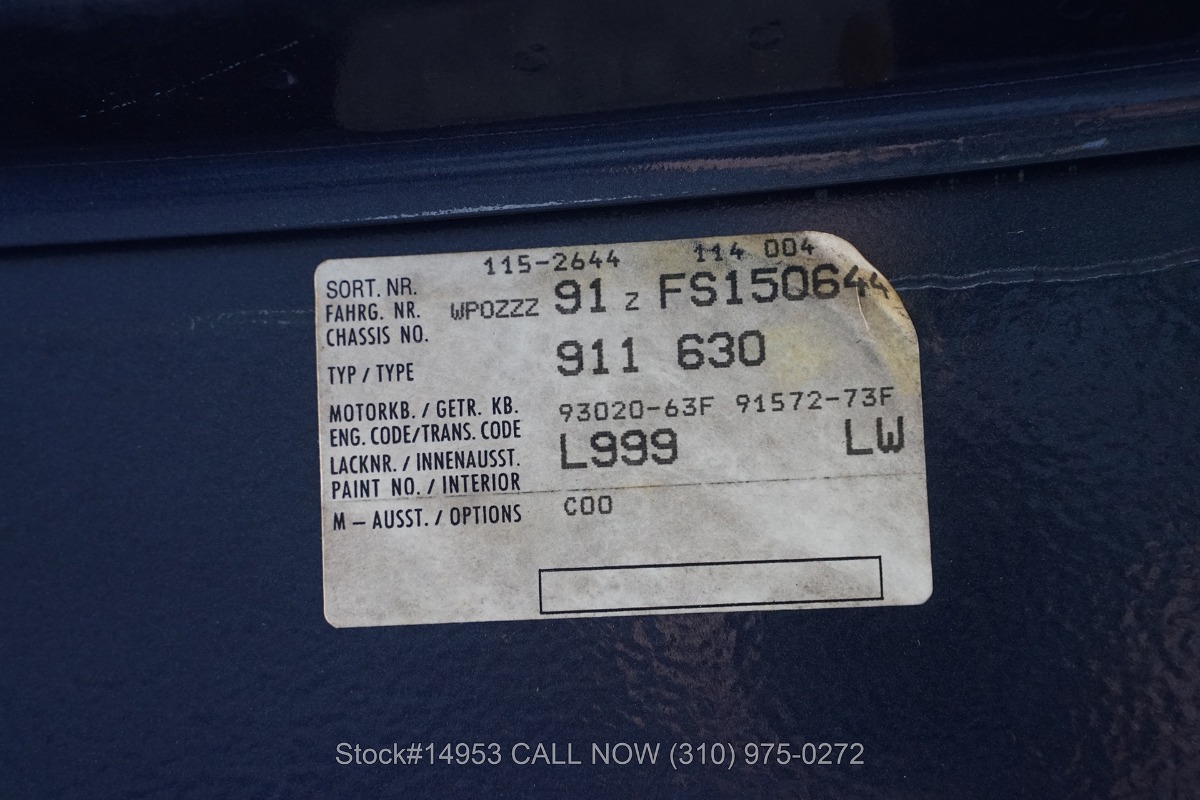 115-2644 114 004
SORT. NR.
FAHRG. NR. WPOZZZ 91 Z FS150644
CHASSIS NO.
TYP / TYPE 911 630
MOTORKB. / GETR. KB. 93020-63F 91572-73F
ENG. CODE/TRANS. CODE
LACKNR. / INNENAUSST. L999 LW
PAINT NO. / INTERIOR
M – AUSST. / OPTIONS C00
Stock#14953 CALL NOW (310) 975-0272